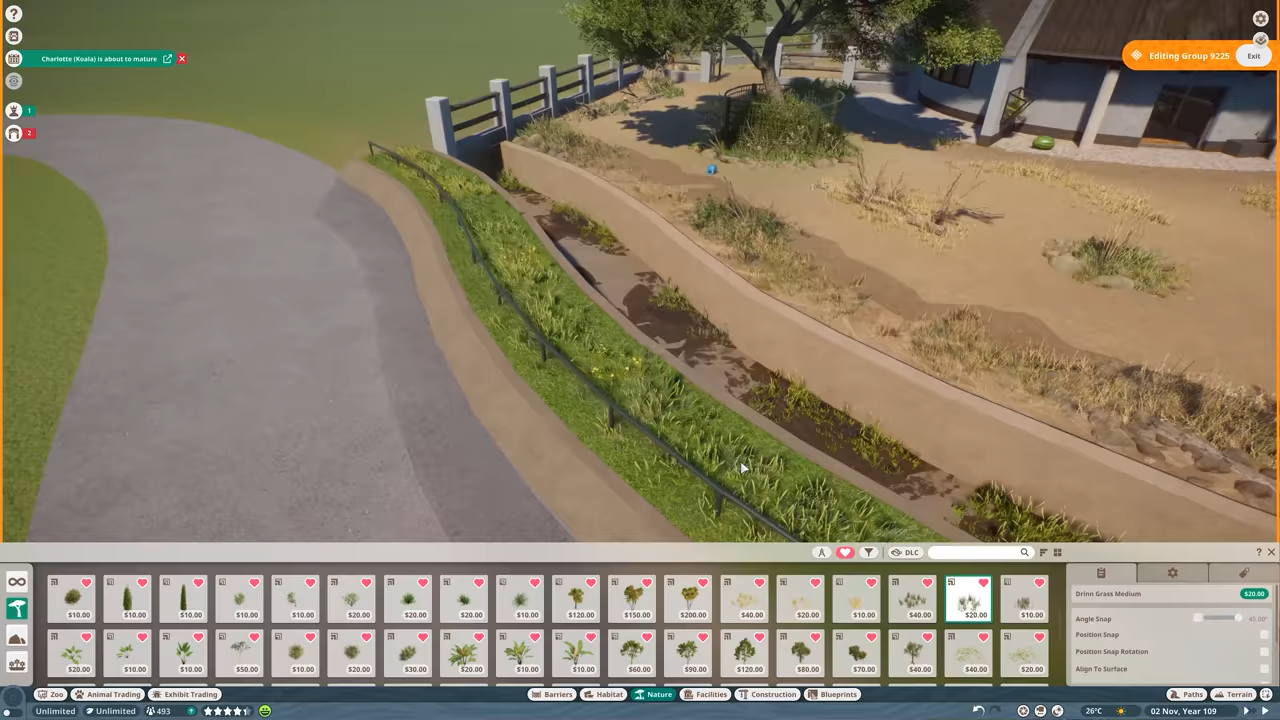 ?
Charlotte (Koala) is about to mature
1
2
Editing Group 9225
Exit
DLC
?
$10.00
$10.00
$10.00
$10.00
$10.00
$20.00
$20.00
$20.00
$10.00
$120.00
$150.00
$200.00
$40.00
$20.00
$10.00
$40.00
$20.00
$10.00
Drinn Grass Medium
$20.00
Angle Snap
45.00°
Position Snap
Position Snap Rotation
Align To Surface
$20.00
$10.00
$10.00
$50.00
$10.00
$20.00
$30.00
$20.00
$10.00
$10.00
$60.00
$90.00
$120.00
$80.00
$70.00
$40.00
$40.00
$20.00
Zoo
Animal Trading
Exhibit Trading
Barriers
Habitat
Nature
Facilities
Construction
Blueprints
Paths
Terrain
Unlimited
Unlimited
493
26°C
02 Nov, Year 109